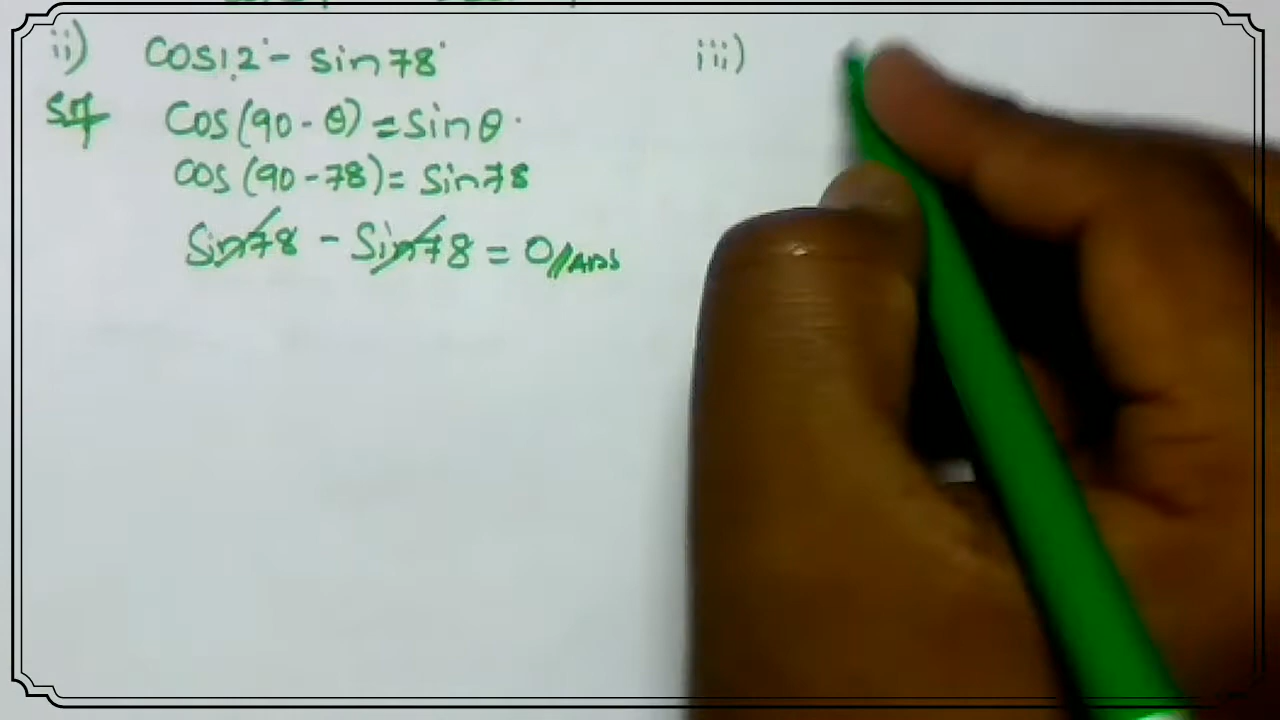 ii) cos12° - sin78°
Sol
Cos(90 - θ) = sinθ.
cos (90 - 78) = sin78
Sin78 - Sin78 = 0//Ans
iii)